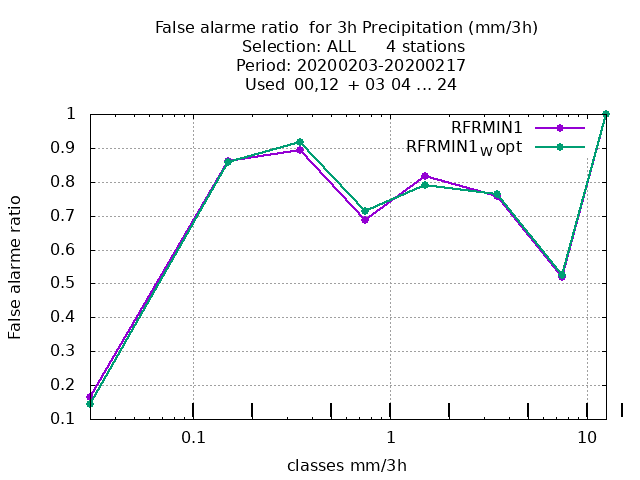 False alarme ratio  for 3h Precipitation (mm/3h)
Selection: ALL      4 stations
Period: 20200203-20200217
Used  00,12  + 03 04 ... 24
1
RFRMIN1
0.9
RFRMIN1W opt
0.8
0.7
0.6
0.5
0.4
0.3
0.2
0.1
False alarme ratio
0.1
1
10
classes mm/3h